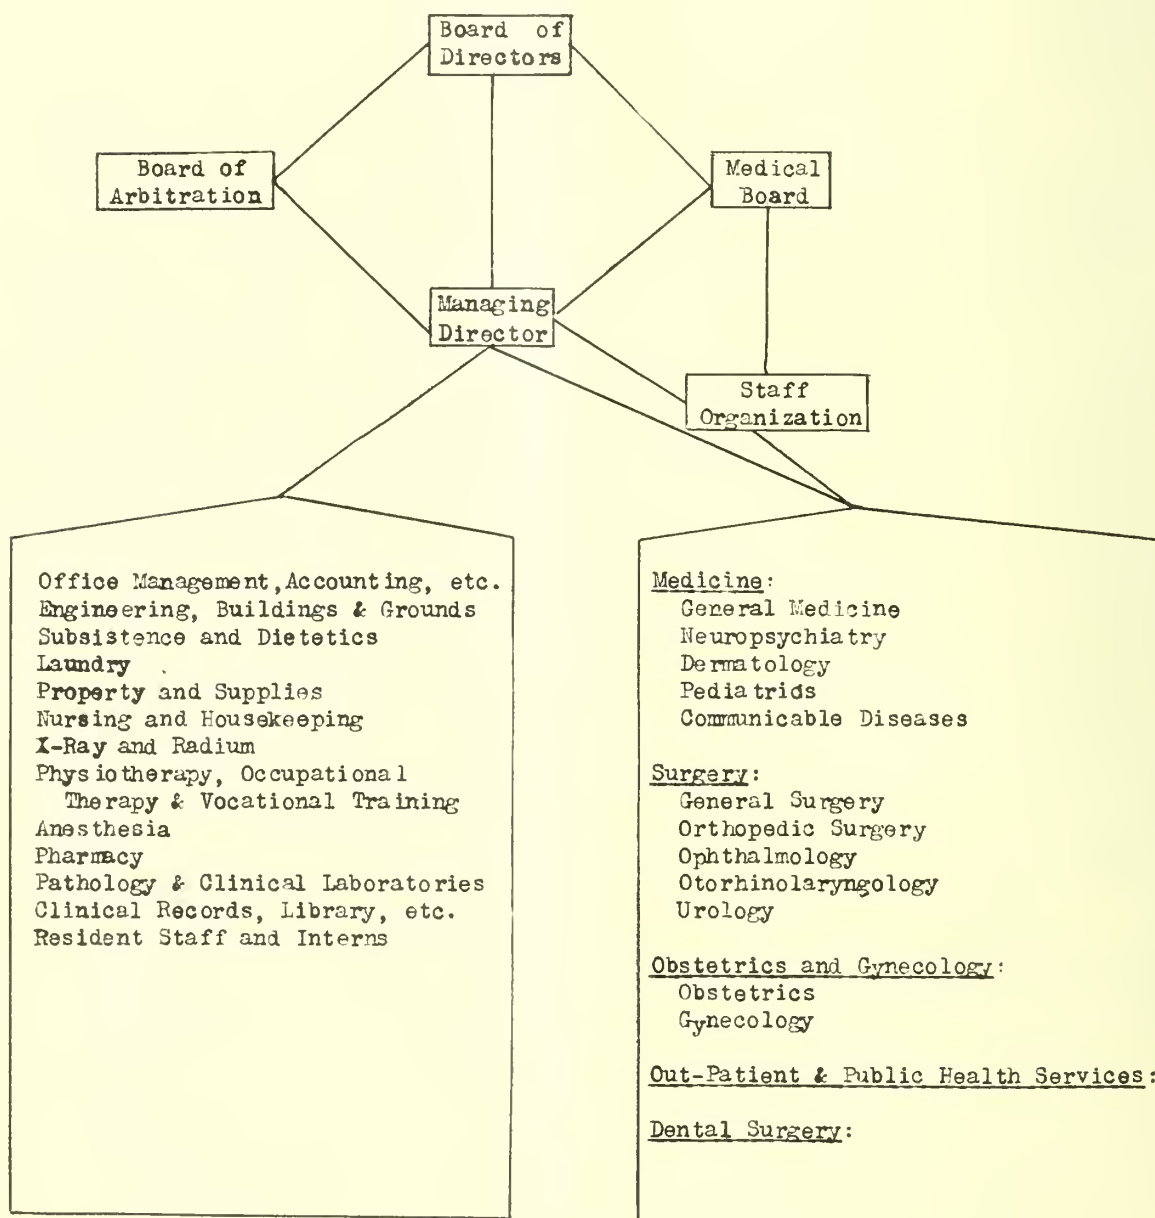 Board of
Directors
Board of
Arbitration
Medical
Board
Managing
Director
Staff
Organization
Office Management, Accounting, etc.
Engineering, Buildings & Grounds
Subsistence and Dietetics
Laundry
Property and Supplies
Nursing and Housekeeping
X-Ray and Radium
Physiotherapy, Occupational
Therapy & Vocational Training
Anesthesia
Pharmacy
Pathology & Clinical Laboratories
Clinical Records, Library, etc.
Resident Staff and Interns
Medicine:
General Medicine
Neuropsychiatry
Dermatology
Pediatrids
Communicable Diseases
Surgery:
General Surgery
Orthopedic Surgery
Ophthalmology
Otorhinolaryngology
Urology
Obstetrics and Gynecology:
Obstetrics
Gynecology
Out-Patient & Public Health Services:
Dental Surgery: